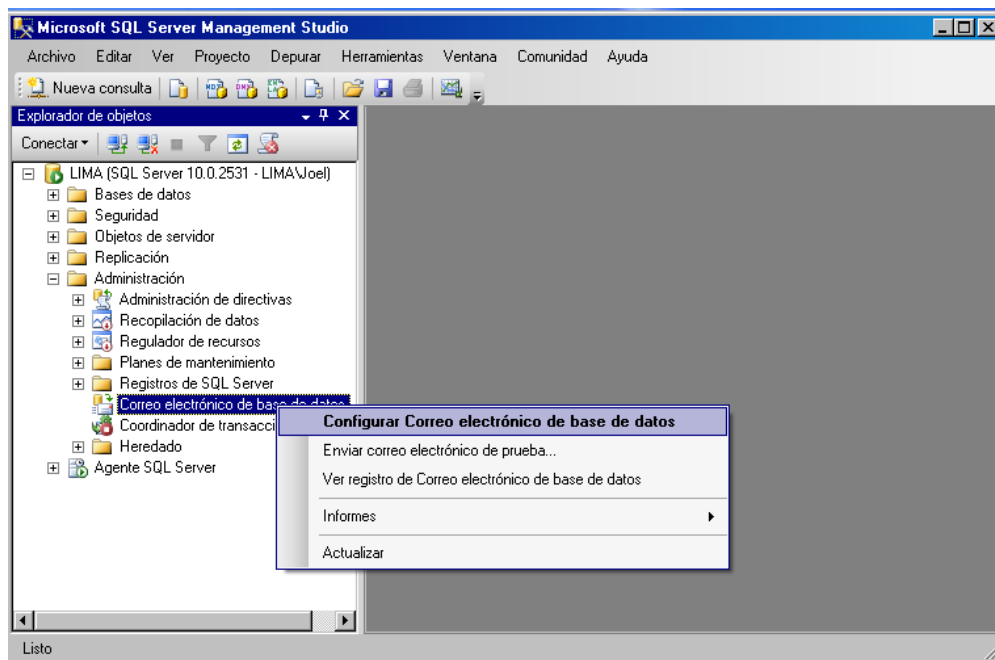 Microsoft SQL Server Management Studio
Archivo Editar Ver Proyecto Depurar Herramientas Ventana Comunidad Ayuda
Nueva consulta
Explorador de objetos
Conectar
LIMA (SQL Server 10.0.2531 - LIMA\Joel)
Bases de datos
Seguridad
Objetos de servidor
Replicación
Administración
Administración de directivas
Recopilación de datos
Regulador de recursos
Planes de mantenimiento
Registros de SQL Server
Correo electrónico de base de datos
Coordinador de transacci
Heredado
Agente SQL Server
Configurar Correo electrónico de base de datos
Enviar correo electrónico de prueba...
Ver registro de Correo electrónico de base de datos
Informes
Actualizar
Listo